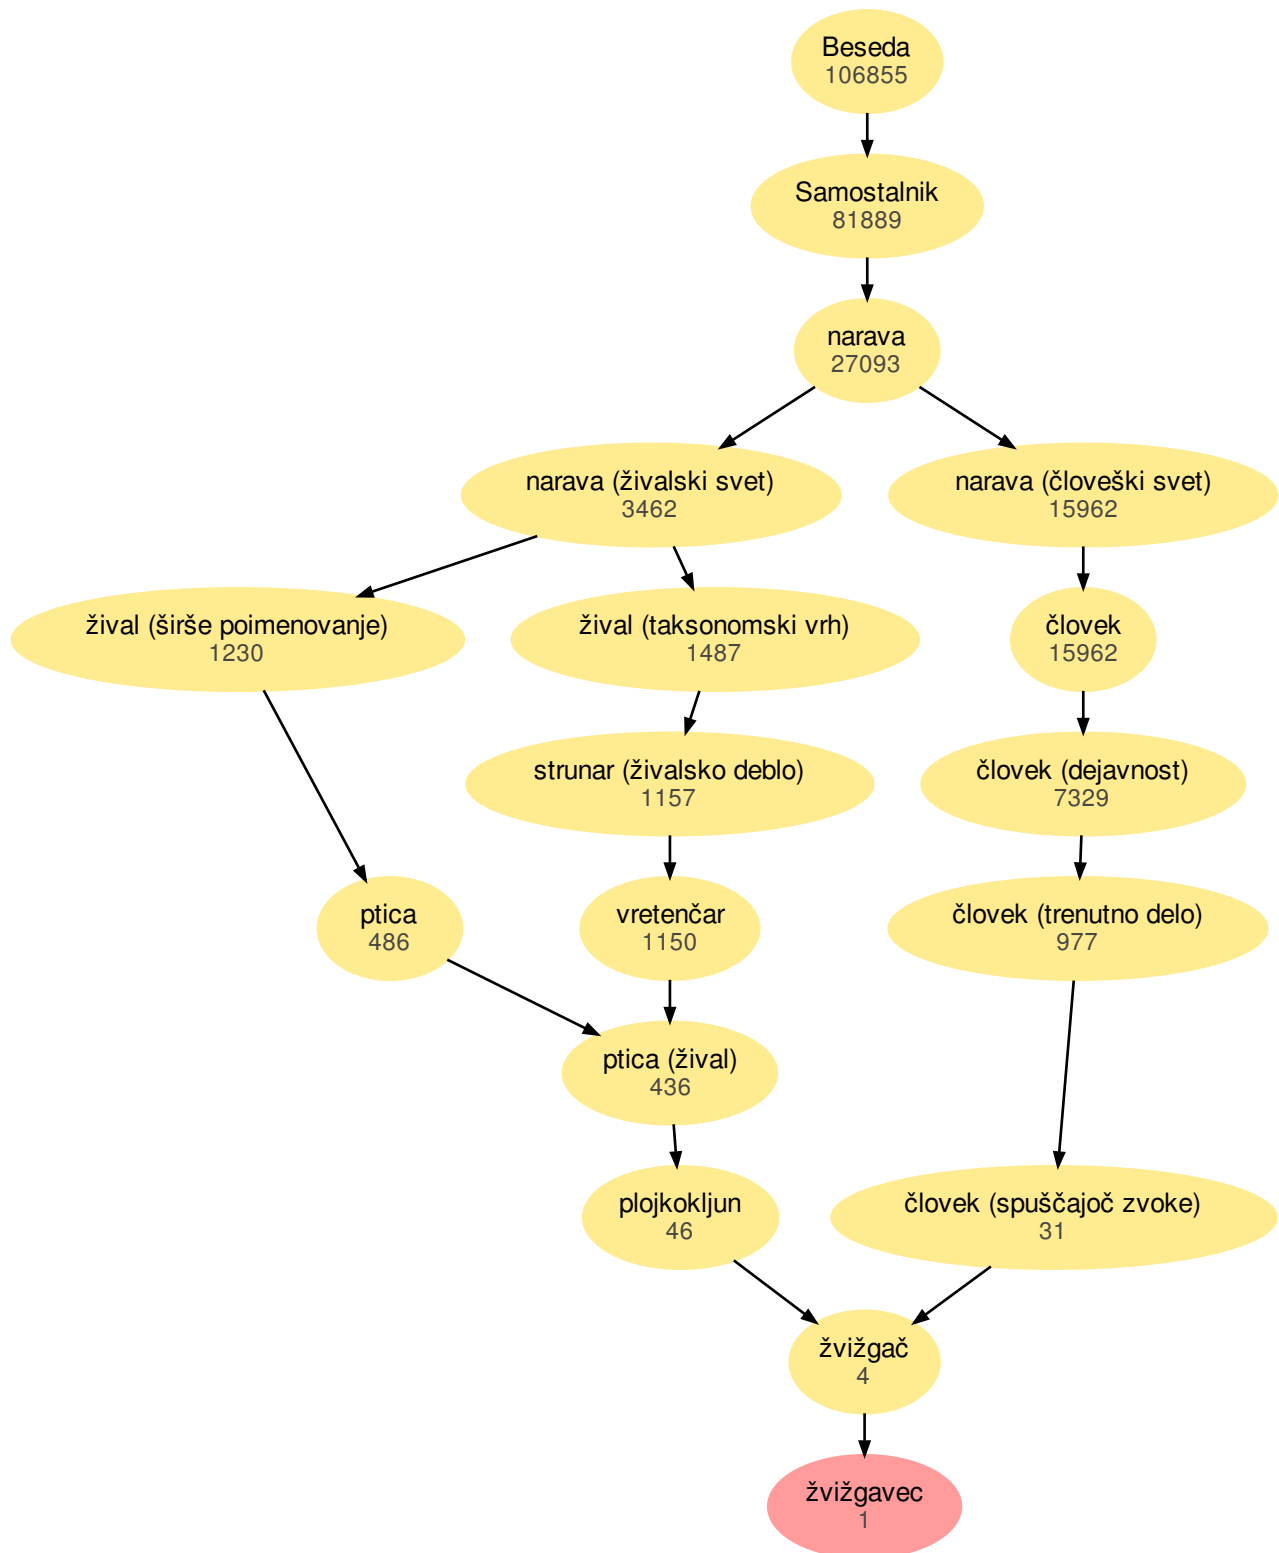 Beseda
106855
Samostalnik
81889
narava
27093
narava (živalski svet)
3462
narava (človeški svet)
15962
žival (širše poimenovanje)
1230
žival (taksonomski vrh)
1487
človek
15962
strunar (živalsko deblo)
1157
človek (dejavnost)
7329
ptica
486
vretenčar
1150
človek (trenutno delo)
977
ptica (žival)
436
plojkokljun
46
človek (spuščajoč zvoke)
31
žvižgač
4
žvižgavec
1